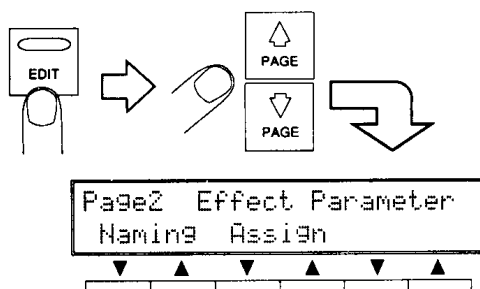 EDIT
PAGE
PAGE
Page2 Effect Parameter
Naming Assign